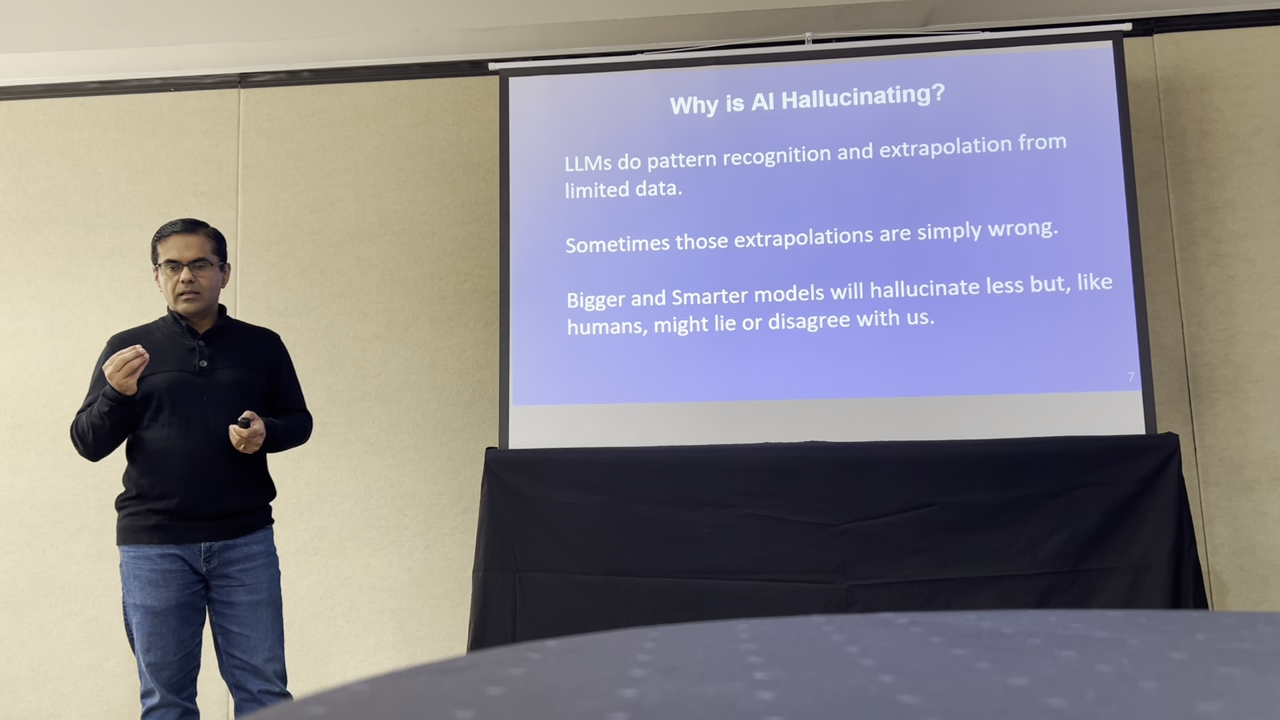 Why is AI Hallucinating?
LLMs do pattern recognition and extrapolation from
limited data.
Sometimes those extrapolations are simply wrong.
Bigger and Smarter models will hallucinate less but, like
humans, might lie or disagree with us.
7